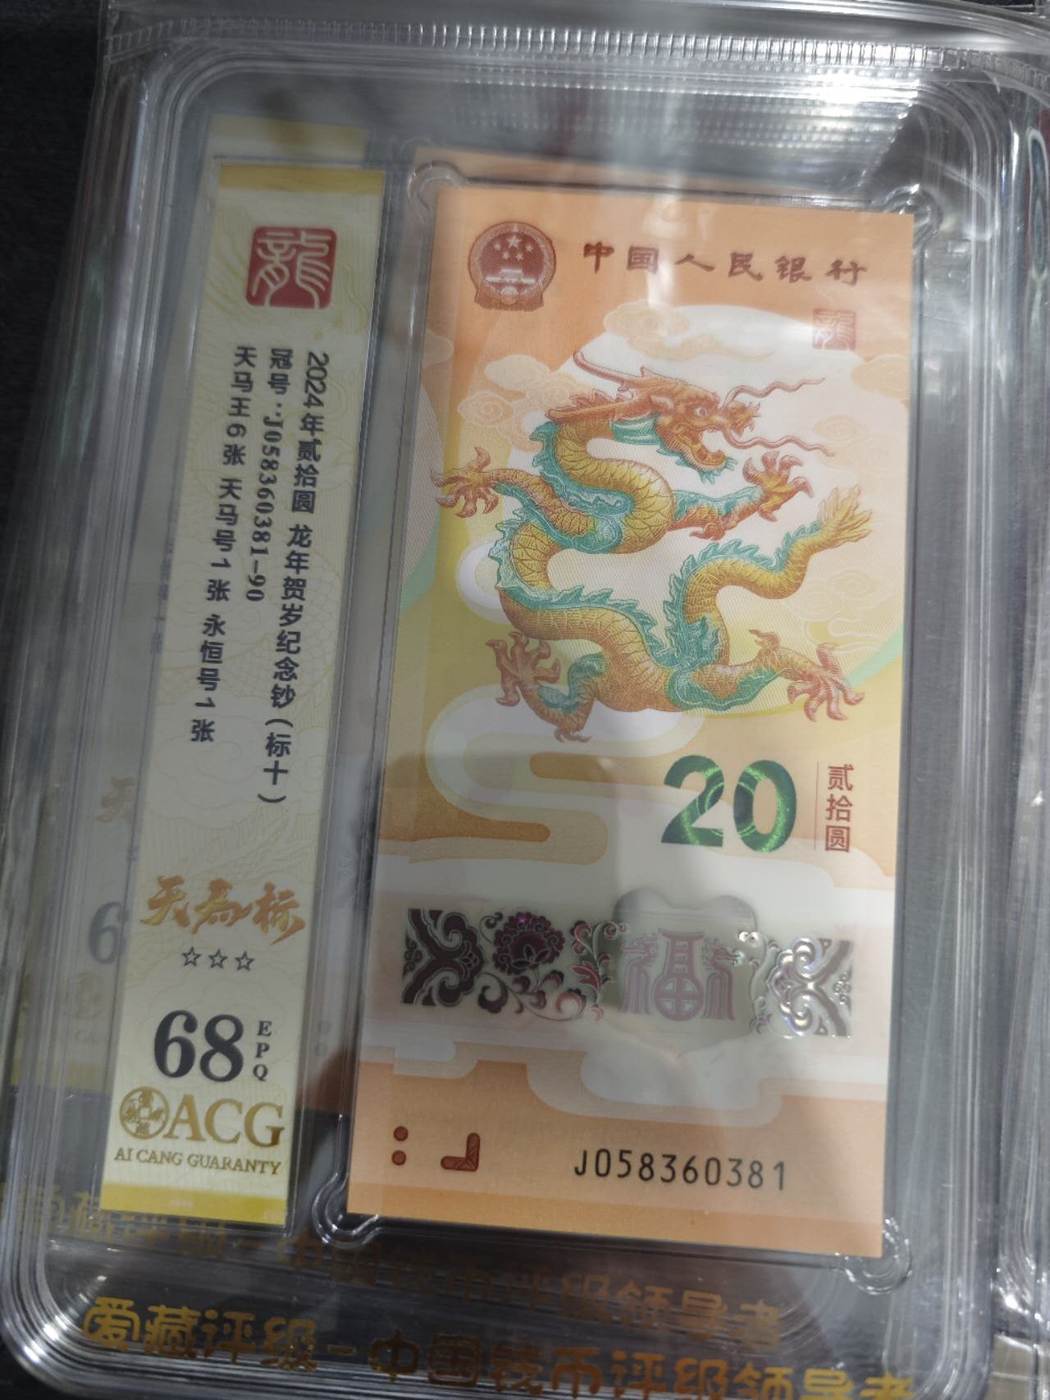 龍
2024年贰拾圆 龙年贺岁纪念钞(标十)
冠号:J058360381-90
天马王6张 天马号1张 永恒号1张
天马标
☆☆☆
68
EPQ
ACG
AI CANG GUARANTY
中国人民银行
龍
20
贰拾圆
福
J058360381
爱藏评级-中国钱币评级领导者